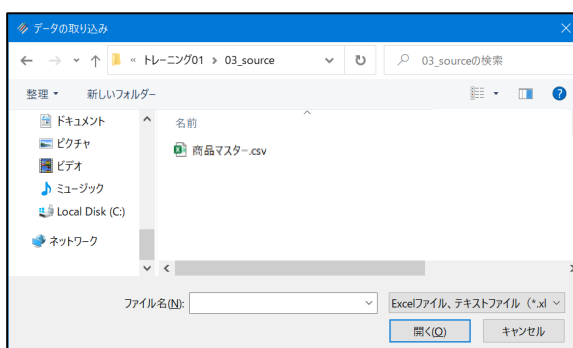 データの取り込み
« トレーニング01 > 03_source
03_sourceの検索
整理
新しいフォルダー
ドキュメント
ピクチャ
ビデオ
ミュージック
Local Disk (C:)
ネットワーク
名前
商品マスター.csv
ファイル名(N):
Excelファイル、テキストファイル (*.xl
開く(O)
キャンセル